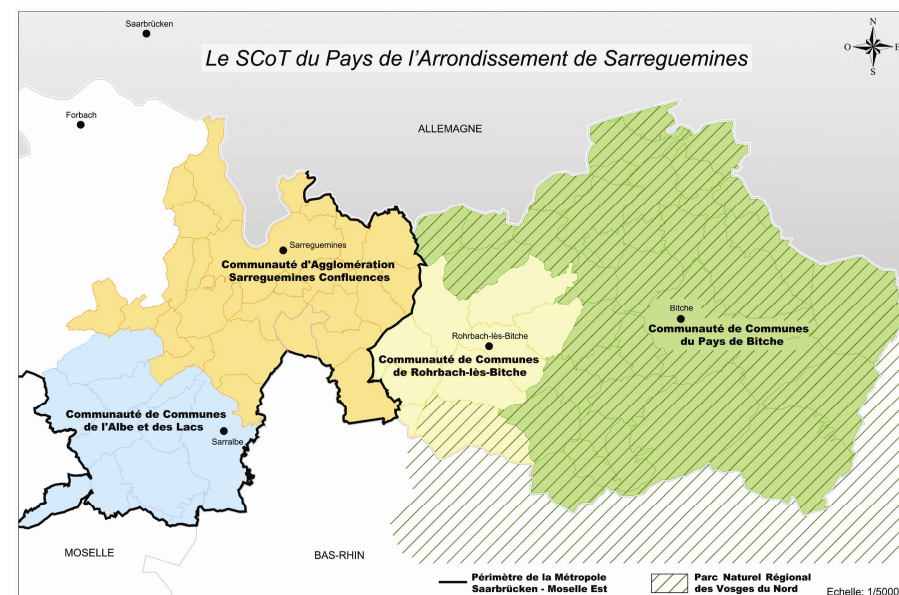 Saarbrücken
N
Le SCoT du Pays de l'Arrondissement de Sarreguemines
O
E
S
Forbach
ALLEMAGNE
Sarreguemines
Communauté d'Agglomération
Sarreguemines Confluences
Bitche
Communauté de Communes
du Pays de Bitche
Rohrbach-lès-Bitche
Communauté de Communes
de Rohrbach-lès-Bitche
Communauté de Communes
de l'Albe et des Lacs
Sarralbe
MOSELLE
BAS-RHIN
Périmètre de la Métropole
Saarbrücken - Moselle Est
Parc Naturel Régional
des Vosges du Nord
Echelle: 1/5000